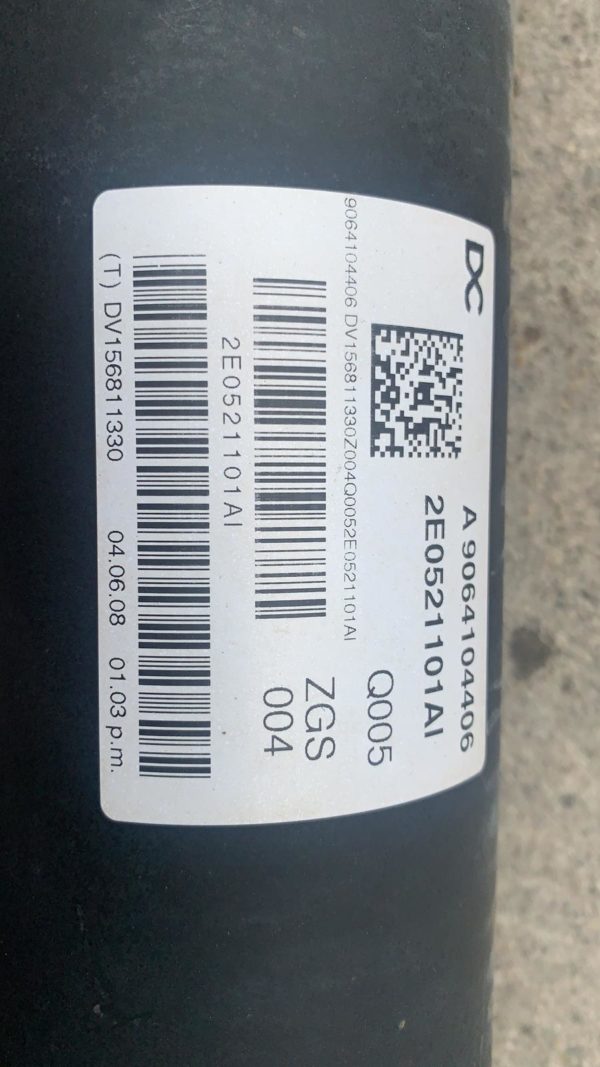 DC
A 9064104406
2E0521101AI
Q005
9064104406 DV156811330Z004Q0052E0521101AI
ZGS
004
2E0521101AI
(T) DV156811330 04.06.08 01.03 p.m.